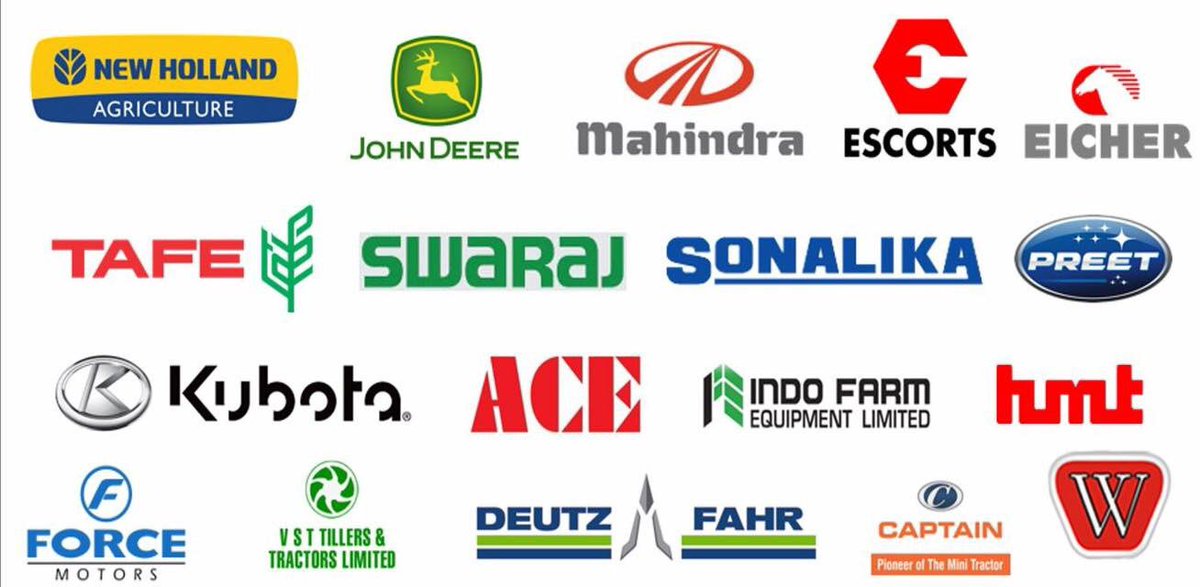 NEW HOLLAND
AGRICULTURE
JOHN DEERE
Mahindra
ESCORTS
EICHER
TAFE
SWARAJ
SONALIKA
PREET
K
Kubota®
ACE
INDO FARM
EQUIPMENT LIMITED
hmt
F
FORCE
MOTORS
V S T TILLERS &
TRACTORS LIMITED
DEUTZ FAHR
C
CAPTAIN
Pioneer of The Mini Tractor
W